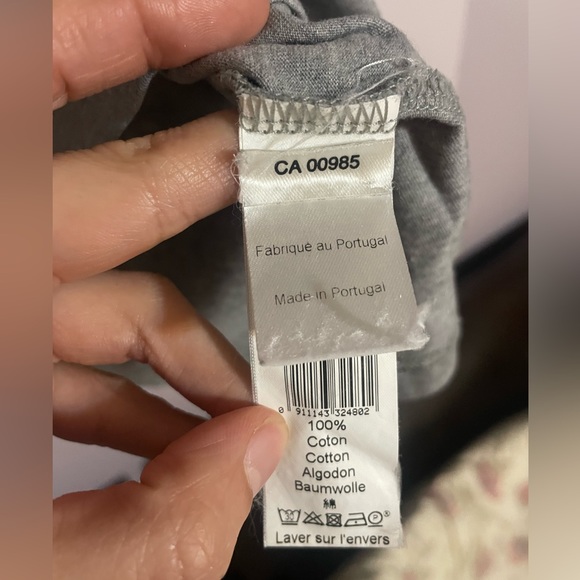 CA 00985
Fabriqué au Portugal
Made in Portugal
0 911143 324802
100%
Coton
Cotton
Algodon
Baumwolle
Laver sur l'envers